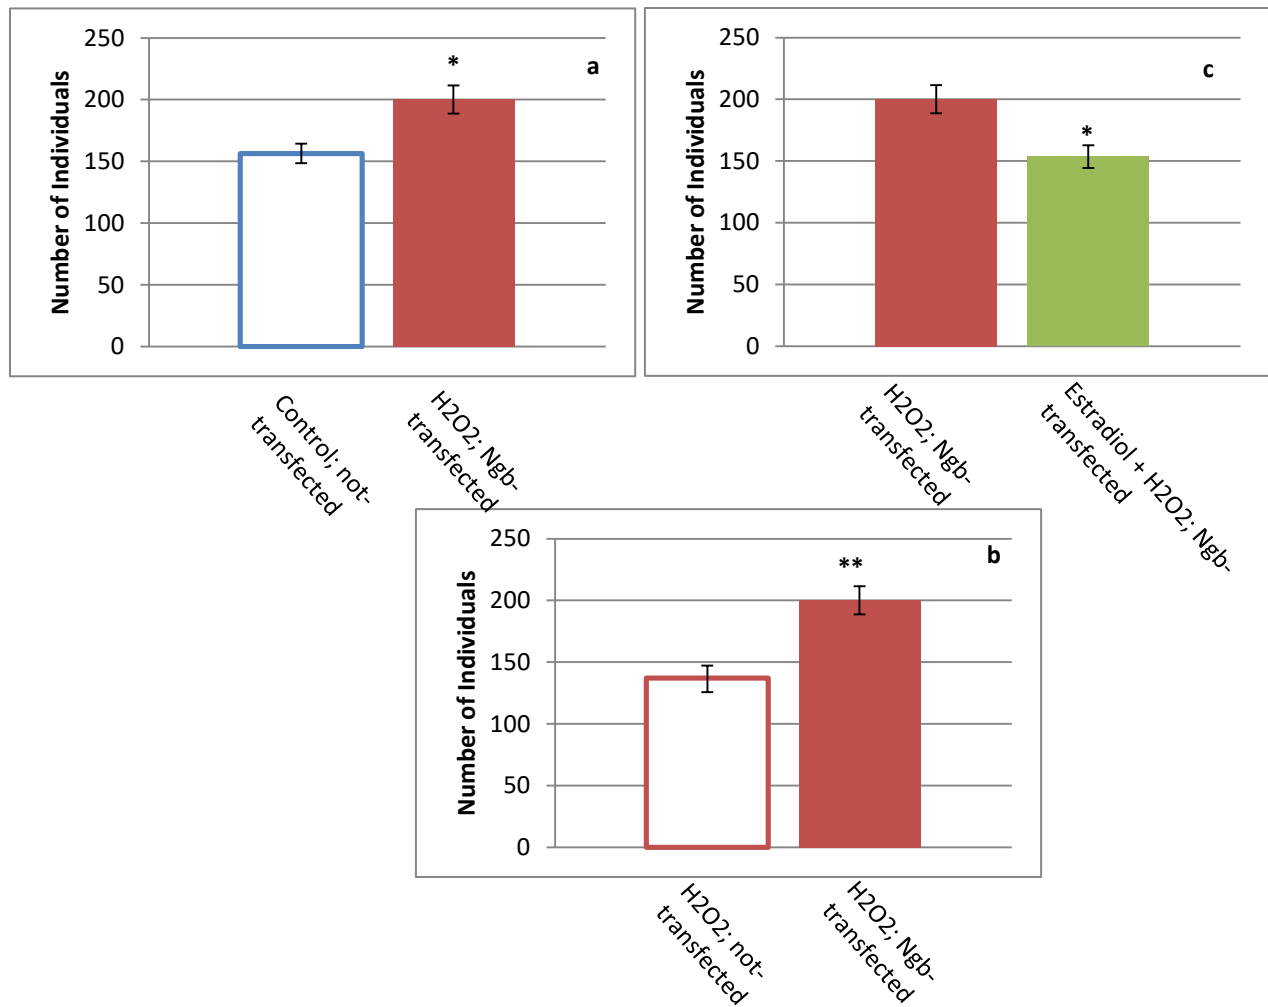 250
200
150
100
50
0
Number of Individuals
*
a
Control; not-
transfected
H2O2; Ngb-
transfected
250
200
150
100
50
0
Number of Individuals
*
c
H2O2; Ngb-
transfected
Estradiol + H2O2; Ngb-
transfected
250
200
150
100
50
0
Number of Individuals
**
b
H2O2; not-
transfected
H2O2; Ngb-
transfected